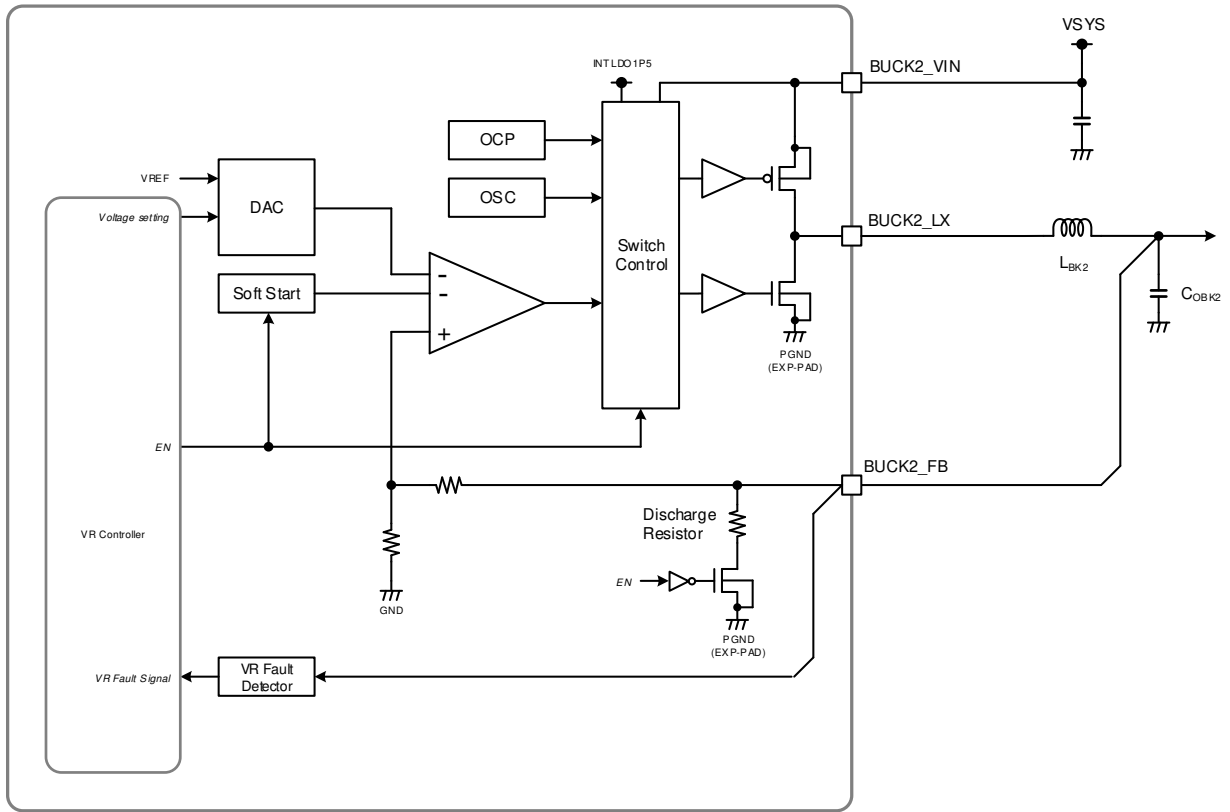 VSYS
INTLDO1P5
BUCK2_VIN
OCP
VREF
DAC
OSC
Voltage setting
BUCK2_LX
Switch
Control
LBK2
Soft Start
COBK2
-
-
+
PGND
(EXP-PAD)
EN
BUCK2_FB
Discharge
Resistor
VR Controller
EN
GND
PGND
(EXP-PAD)
VR Fault Signal
VR Fault
Detector